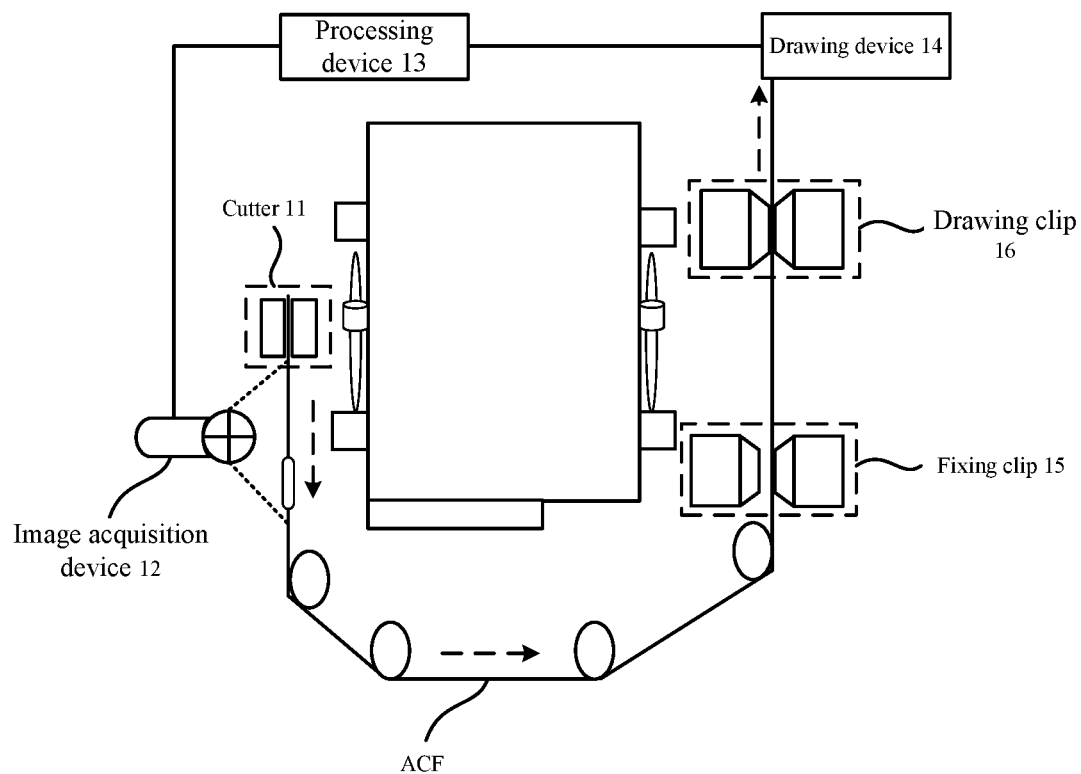 Processing
device 13
Drawing device 14
Cutter 11
Drawing clip
16
Fixing clip 15
Image acquisition
device 12
ACF